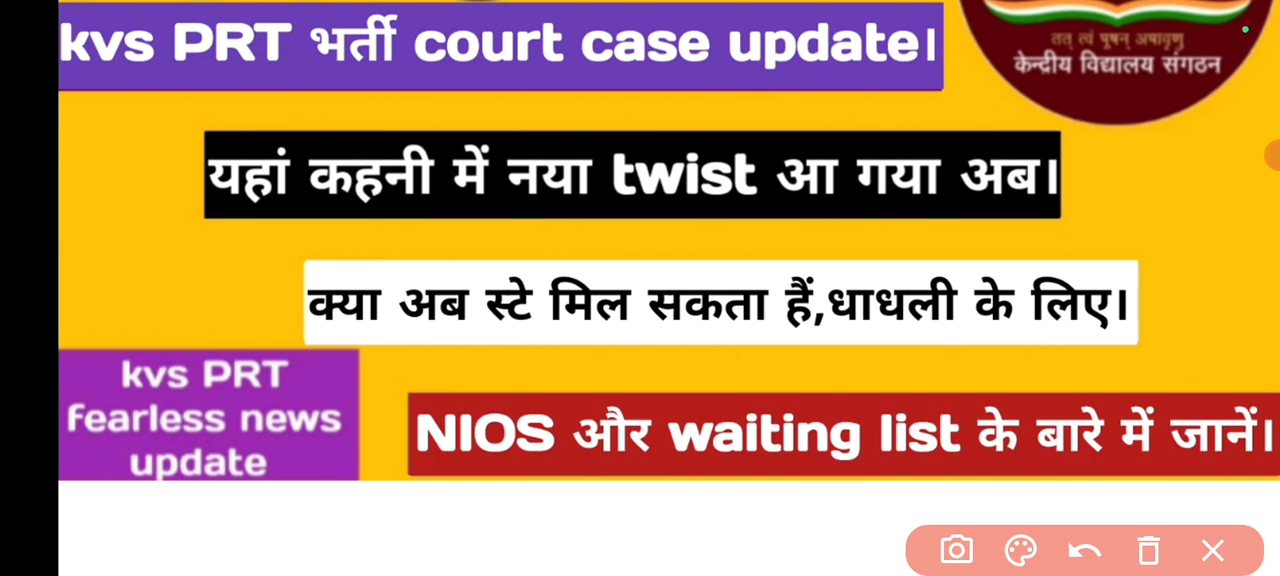 kvs PRT भर्ती court case update।
तत् त्वं पूषन् अपावृणु
केन्द्रीय विद्यालय संगठन
यहां कहनी में नया twist आ गया अब।
क्या अब स्टे मिल सकता हैं,धाधली के लिए।
kvs PRT
fearless news
update
NIOS और waiting list के बारे में जानें।